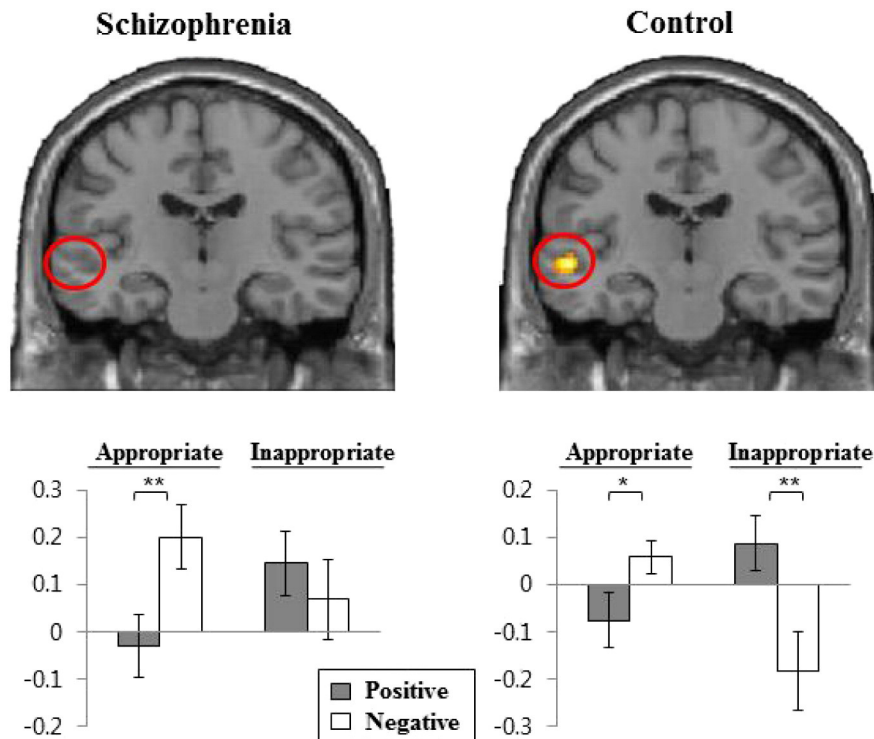 Schizophrenia Control
Appropriate Inappropriate Appropriate Inappropriate
** * **
0.3
0.2
0.1
0
-0.1
-0.2
0.2
0.1
0
-0.1
-0.2
-0.3
Positive
Negative